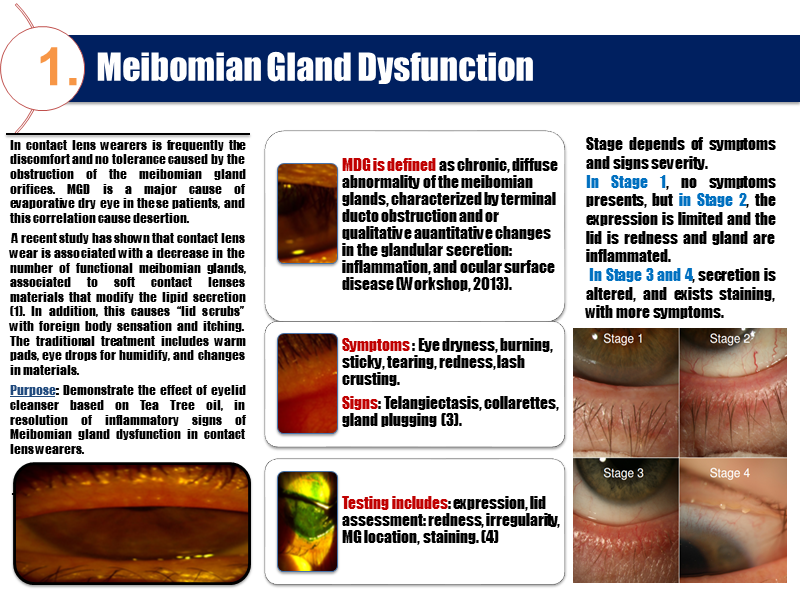 1. Meibomian Gland Dysfunction
In contact lens wearers is frequently the
discomfort and no tolerance caused by the
obstruction of the meibomian gland
orifices. MGD is a major cause of
evaporative dry eye in these patients, and
this correlation cause desertion.
A recent study has shown that contact lens
wear is associated with a decrease in the
number of functional meibomian glands,
associated to soft contact lenses
materials that modify the lipid secretion
(1). In addition, this causes "lid scrubs"
with foreign body sensation and itching.
The traditional treatment includes warm
pads, eye drops for humidity, and changes
in materials.
Purpose: Demonstrate the effect of eyelid
cleanser based on Tea Tree oil, in
resolution of inflammatory signs of
Meibomian gland dysfunction in contact
lens wearers.
MDG is defined as chronic, diffuse
abnormality of the meibomian
glands, characterized by terminal
ducto obstruction and or
qualitative auantitative changes
in the glandular secretion:
inflammation, and ocular surface
disease (Workshop, 2013).
Symptoms : Eye dryness, burning,
sticky, tearing, redness, lash
crusting.
Signs: Telangiectasis, collarettes,
gland plugging (3).
Testing includes: expression, lid
assessment: redness, irregularity,
MG location, staining. (4)
Stage depends of symptoms
and signs severity.
In Stage 1, no symptoms
presents, but in Stage 2, the
expression is limited and the
lid is redness and gland are
inflammated.
In Stage 3 and 4, secretion is
altered, and exists staining,
with more symptoms.
Stage 1
Stage 2
Stage 3
Stage 4